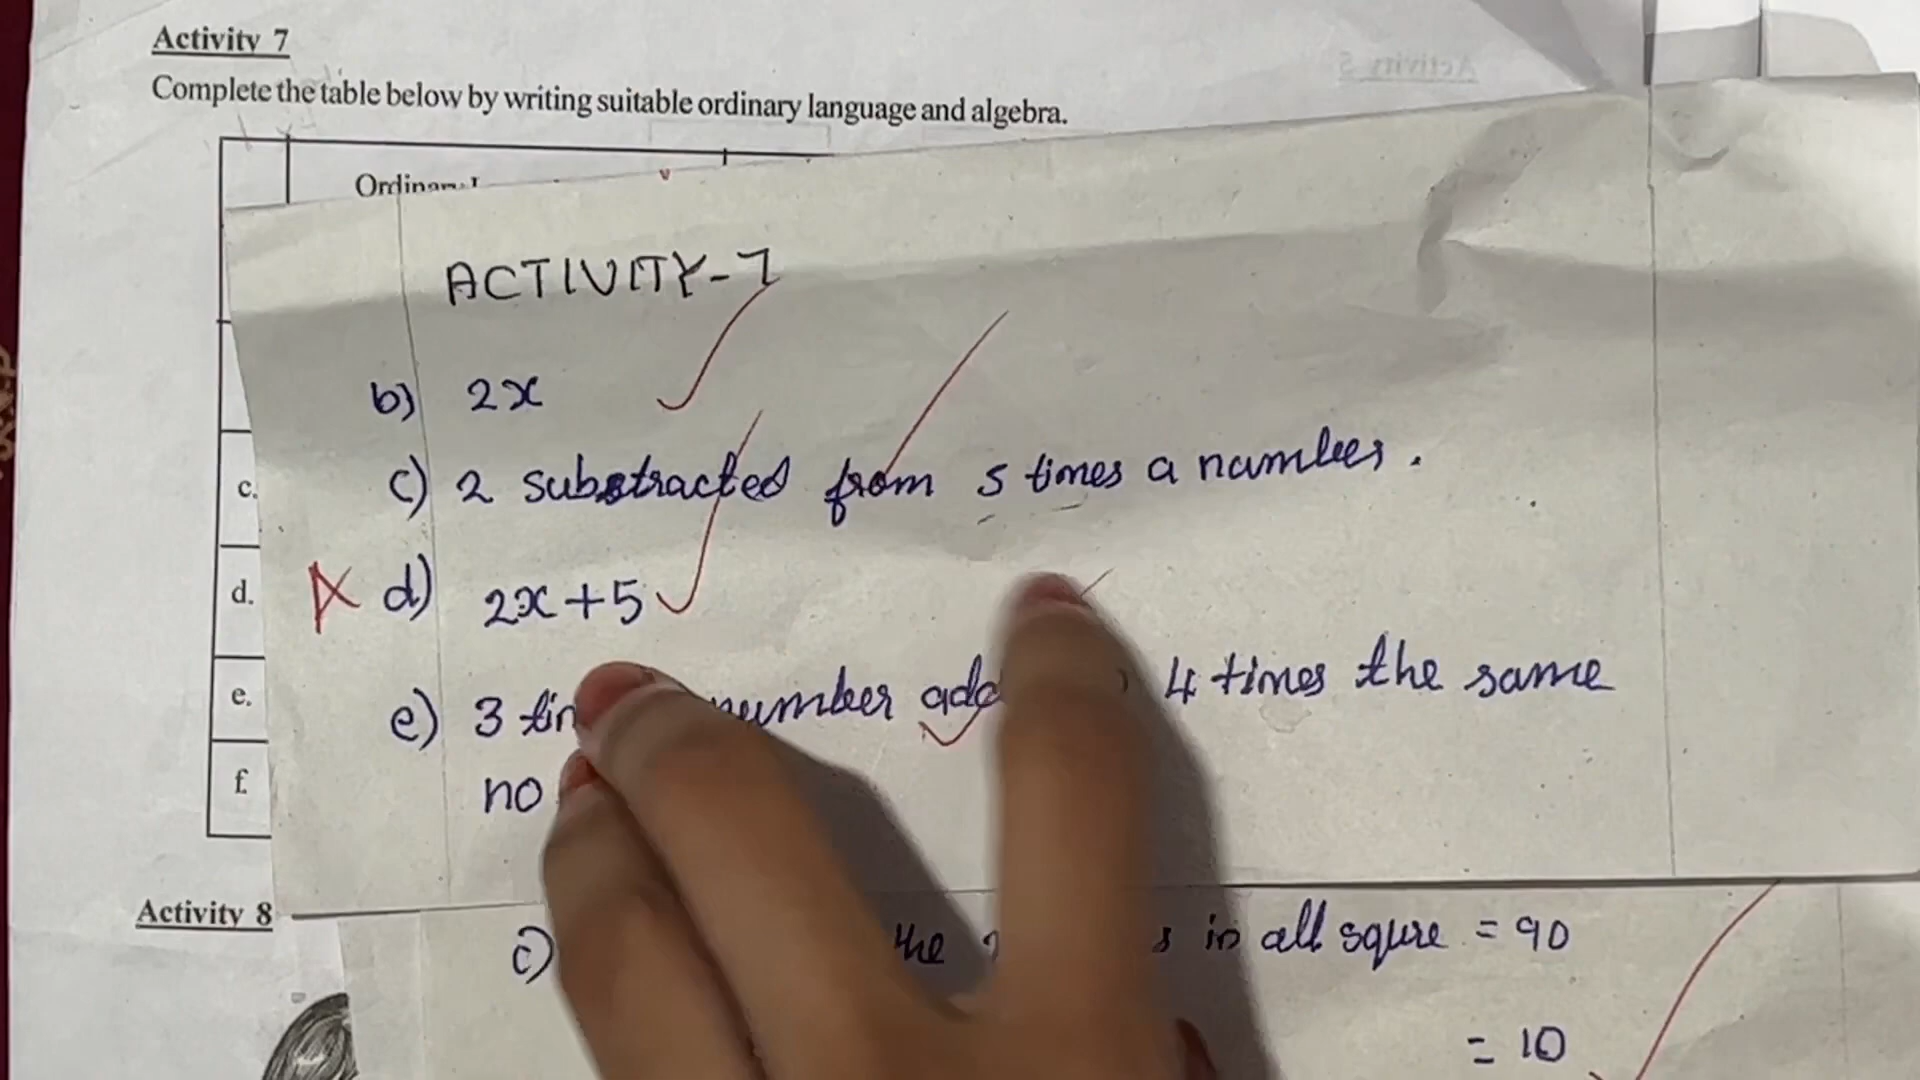 Activity 7
Complete the table below by writing suitable ordinary language and algebra.
ACTIVITY-7
b) 2x
c. c) 2 substracted from 5 times a number.
d. d) 2x+5
e. e) 3 number 4 times the same
f. no
Activity 8
c) the in all squre = 90
= 10